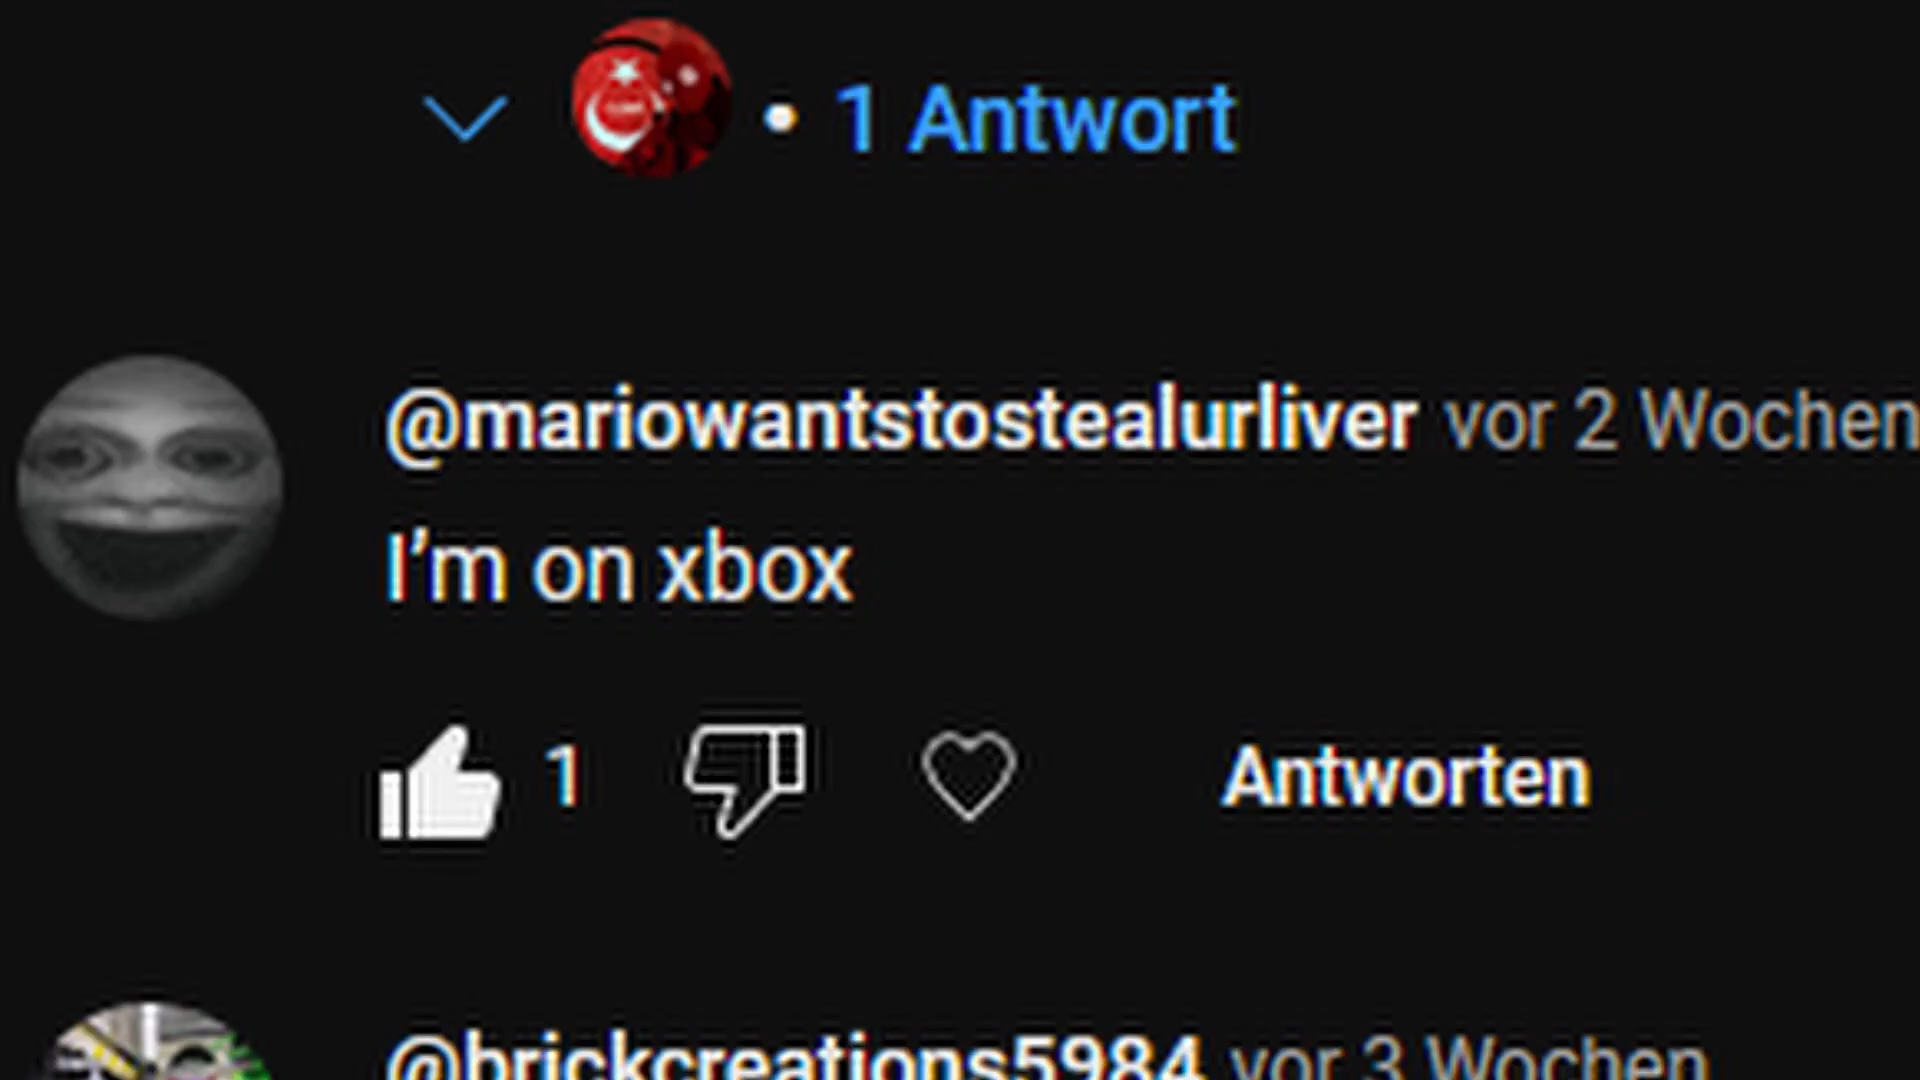 • 1 Antwort
@mariowantstostealurliver vor 2 Wochen
I’m on xbox
1 Antworten
@brickcreations5984 vor 3 Wochen